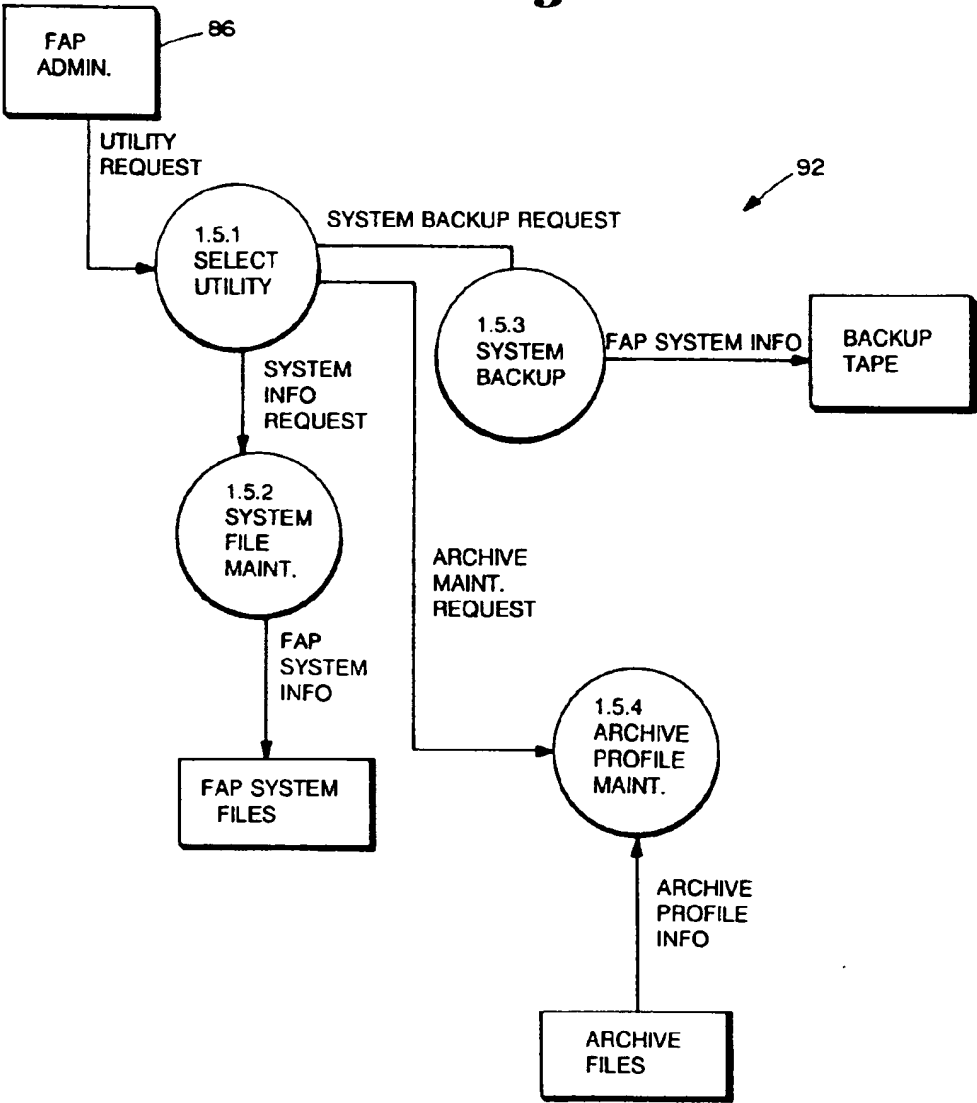 FAP
ADMIN.
86
UTILITY
REQUEST
92
1.5.1
SELECT
UTILITY
SYSTEM BACKUP REQUEST
1.5.3
SYSTEM
BACKUP
FAP SYSTEM INFO
BACKUP
TAPE
SYSTEM
INFO
REQUEST
1.5.2
SYSTEM
FILE
MAINT.
ARCHIVE
MAINT.
REQUEST
FAP
SYSTEM
INFO
1.5.4
ARCHIVE
PROFILE
MAINT.
FAP SYSTEM
FILES
ARCHIVE
PROFILE
INFO
ARCHIVE
FILES